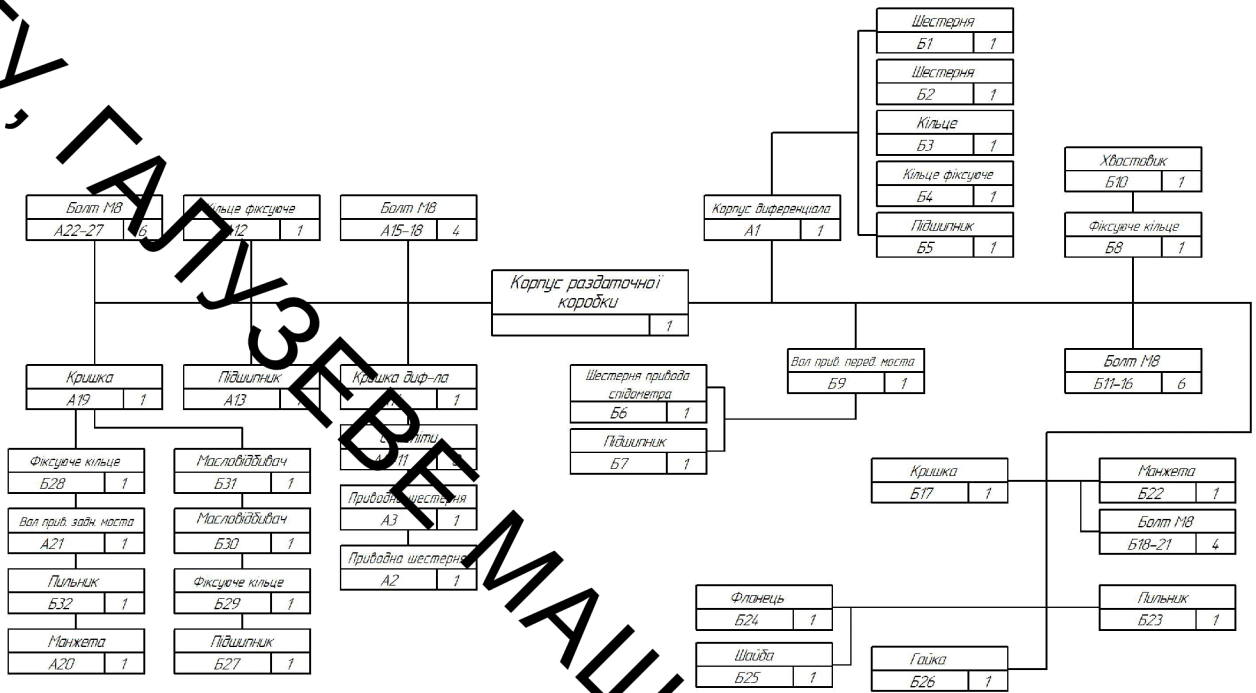 ГАЛУЗЕВЕ
Шестерня
Б1 1
Шестерня
Б2 1
Кільце
Б3 1
Кільце фіксуюче
Б4 1
Підшипник
Б5 1
Хвостовик
Б10 1
Фіксуюче кільце
Б8 1
Болт М8
А22-27 6
фіксуюче
1
Болт М8
А15-18 4
Корпус диференціала
А1 1
Корпус раздаточної
коробки
1
Кришка
А19 1
Підшипник
А13 1
Кришка диф-ла
1
Шестерня привода
спідометра
Б6 1
Підшипник
Б7 1
Вал прив. перед. моста
Б9 1
Болт М8
Б11-16 6
Фіксуюче кільце
Б28 1
Масловідбивач
Б31 1
Вал прив. задн. моста
А21 1
Масловідбивач
Б30 1
Приводна шестерня
А3 1
Приводна шестерня
А2 1
Пильник
Б32 1
Фіксуюче кільце
Б29 1
Манжета
А20 1
Підшипник
Б27 1
Кришка
Б17 1
Манжета
Б22 1
Болт М8
Б18-21 4
Фланець
Б24 1
Пильник
Б23 1
Шайба
Б25 1
Гайка
Б26 1